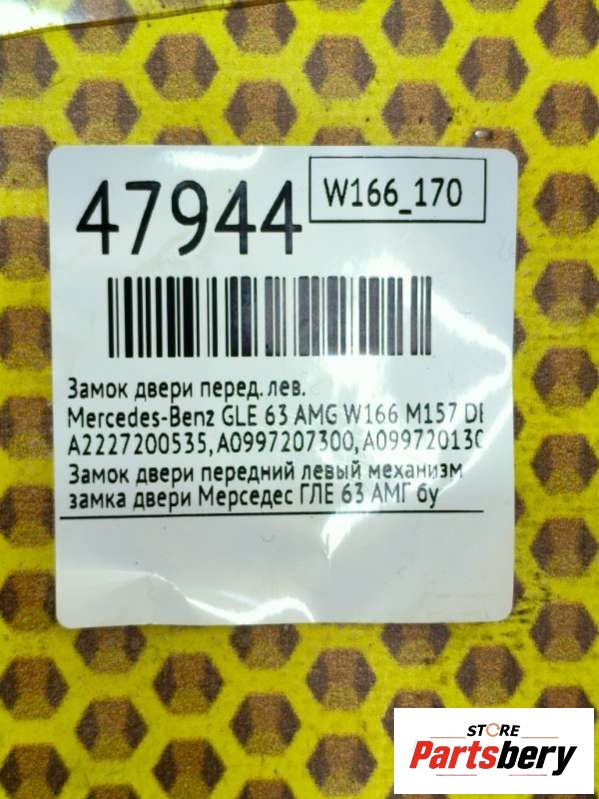 47944
W166_170
Замок двери перед. лев.
Mercedes-Benz GLE 63 AMG W166 M157
A2227200535, A0997207300,
Замок двери передний левый механизм
замка двери Мерседес ГЛЕ 63 АМГ бу
STORE
Partsbery